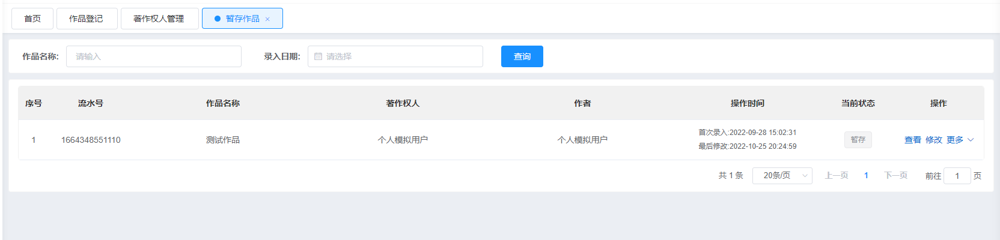 首页 作品登记 著作权人管理 暂存作品 ×
作品名称: 请输入 录入日期: 请选择 查询
序号 流水号 作品名称 著作权人 作者 操作时间 当前状态 操作
1 1664348551110 测试作品 个人模拟用户 个人模拟用户 首次录入:2022-09-28 15:02:31 暂存 查看 修改 更多
最后修改:2022-10-25 20:24:59
共 1 条 20条/页 上一页 1 下一页 前往 1 页